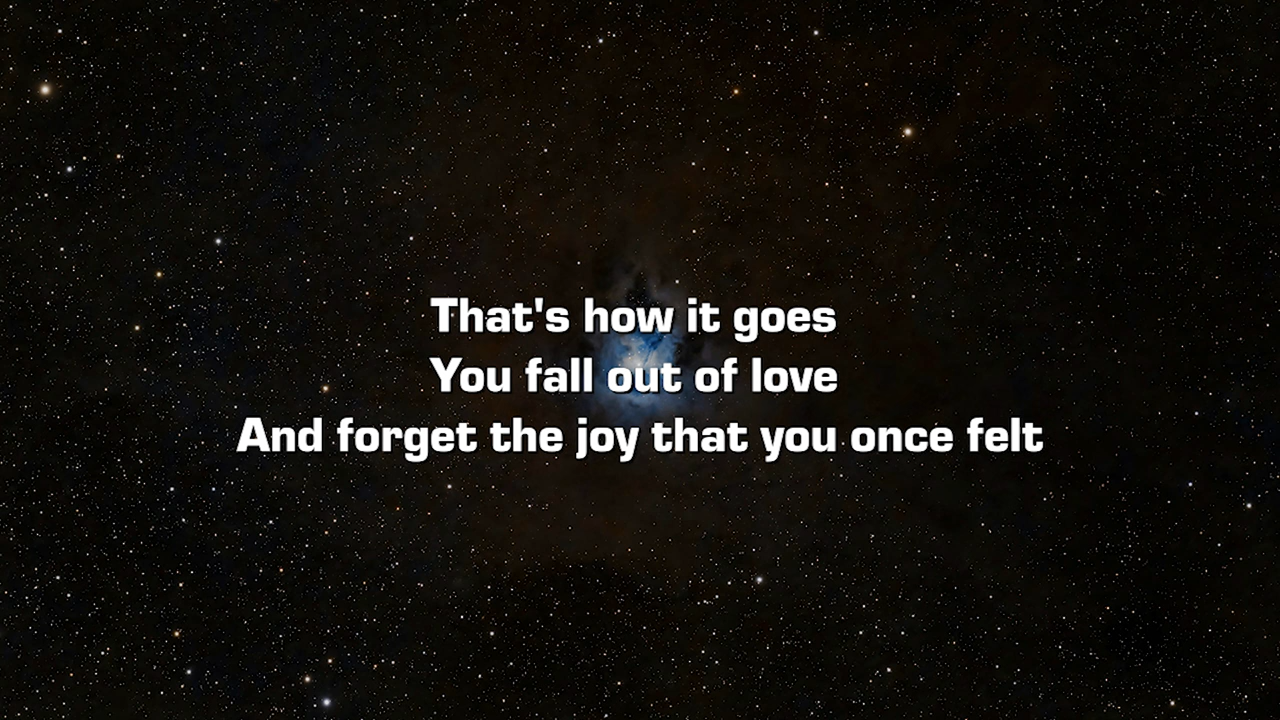 That's how it goes
You fall out of love
And forget the joy that you once felt